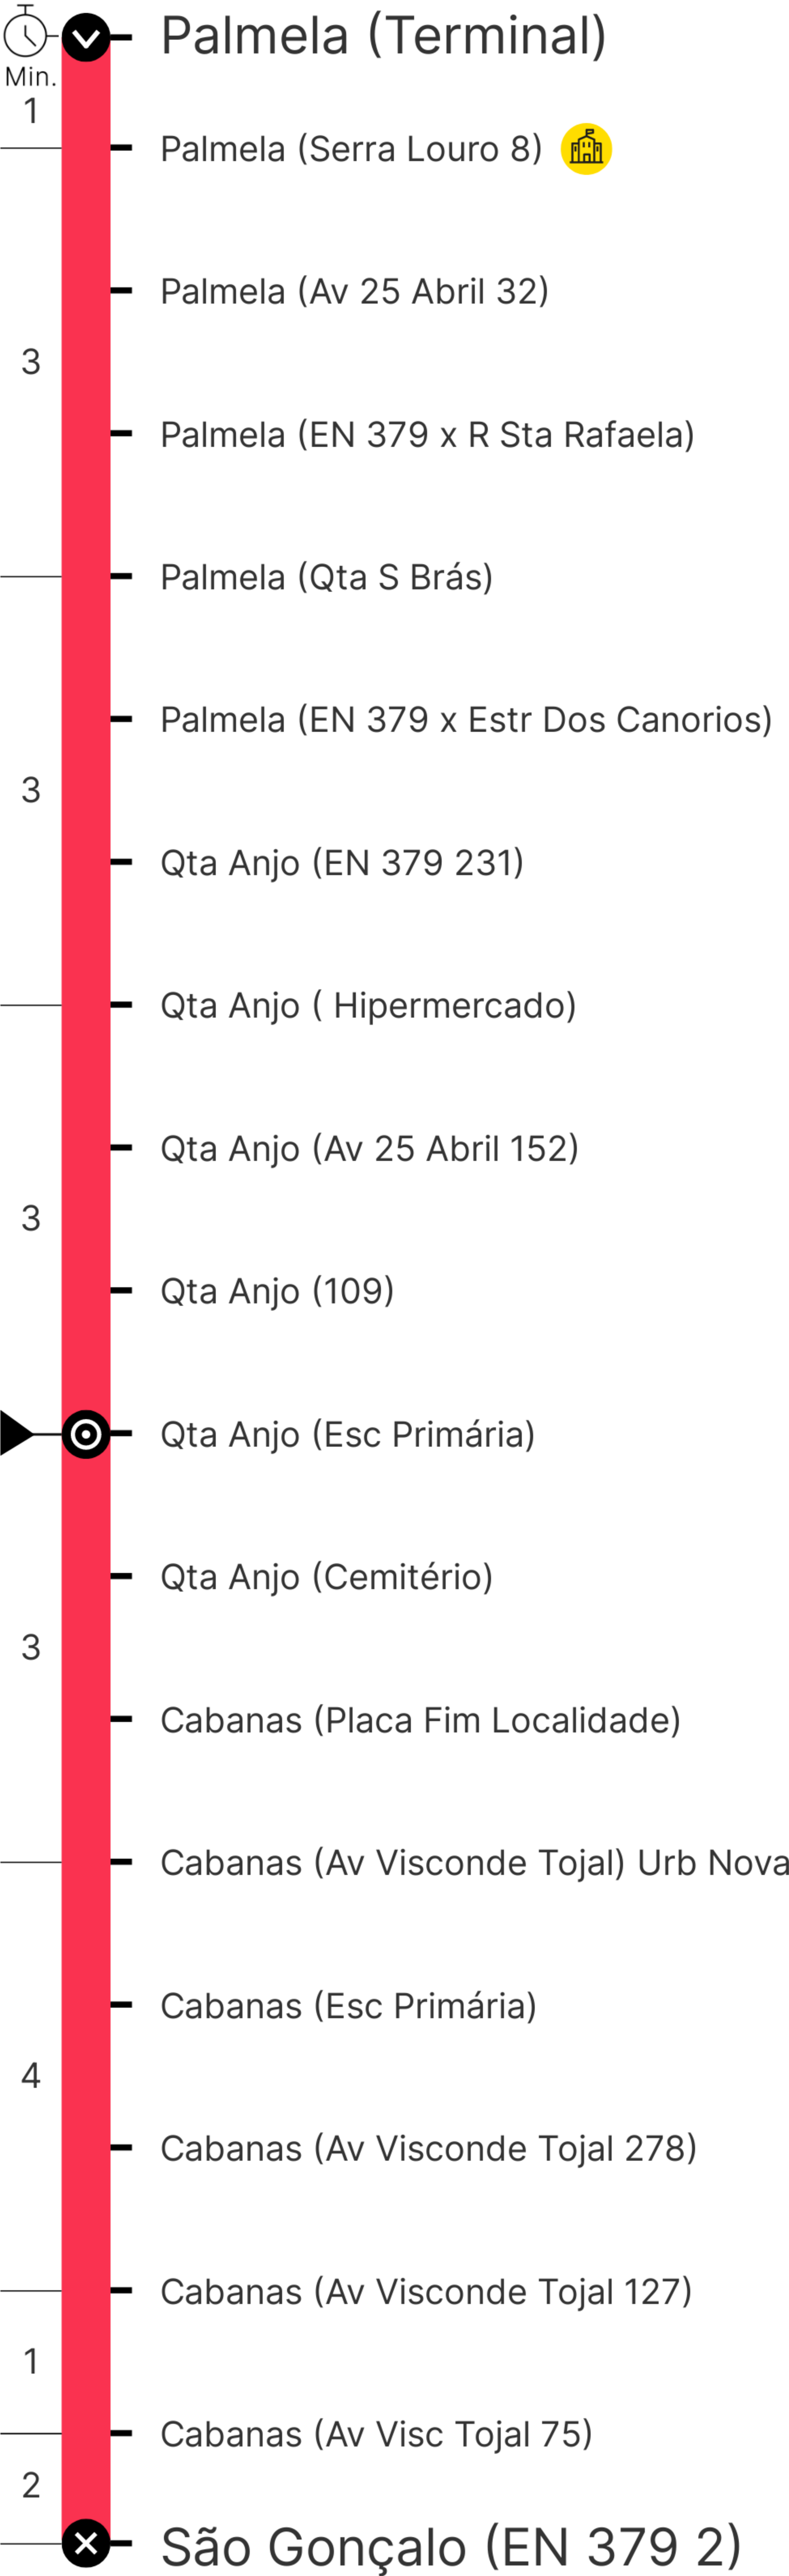 Palmela (Terminal)
Min.
1
Palmela (Serra Louro 8)
Palmela (Av 25 Abril 32)
3
Palmela (EN 379 x R Sta Rafaela)
Palmela (Qta S Brás)
Palmela (EN 379 x Estr Dos Canorios)
3
Qta Anjo (EN 379 231)
Qta Anjo ( Hipermercado)
Qta Anjo (Av 25 Abril 152)
3
Qta Anjo (109)
Qta Anjo (Esc Primária)
Qta Anjo (Cemitério)
3
Cabanas (Placa Fim Localidade)
Cabanas (Av Visconde Tojal) Urb Nova
Cabanas (Esc Primária)
4
Cabanas (Av Visconde Tojal 278)
Cabanas (Av Visconde Tojal 127)
1
Cabanas (Av Visc Tojal 75)
2
São Gonçalo (EN 379 2)